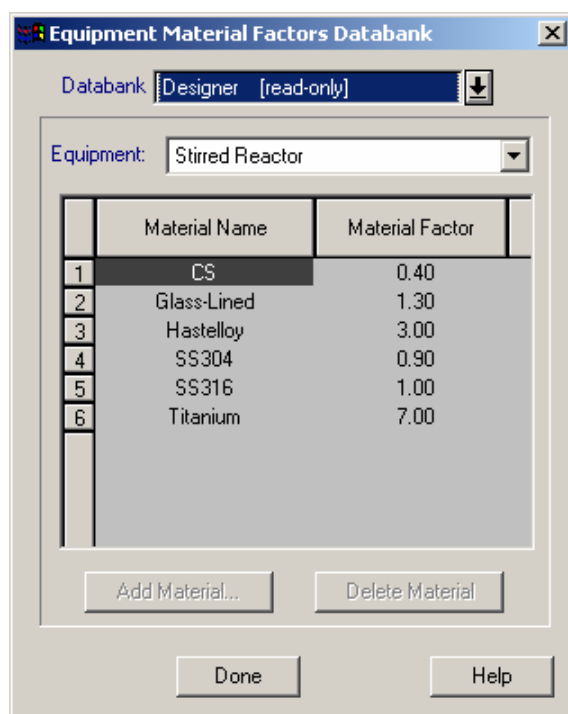 Equipment Material Factors Databank
Databank Designer [read-only]
Equipment: Stirred Reactor
Material Name Material Factor
1 CS 0.40
2 Glass-Lined 1.30
3 Hastelloy 3.00
4 SS304 0.90
5 SS316 1.00
6 Titanium 7.00
Add Material... Delete Material
Done Help